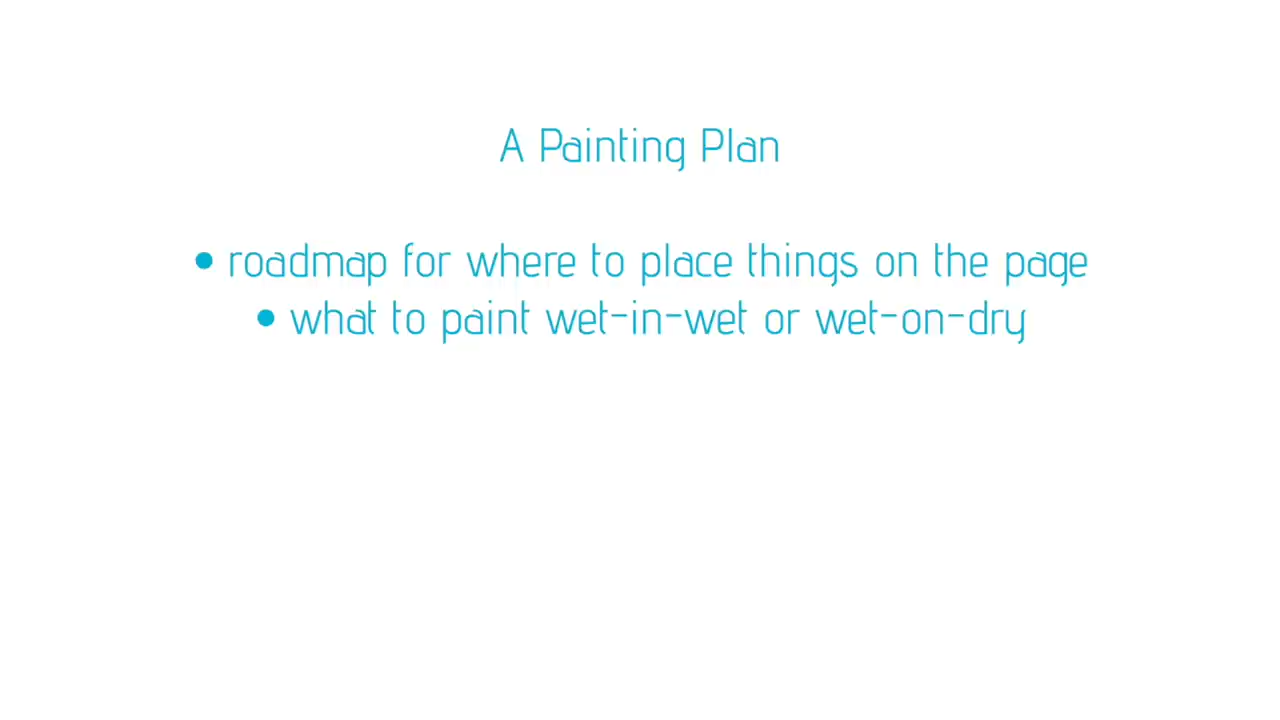 A Painting Plan
• roadmap for where to place things on the page
• what to paint wet-in-wet or wet-on-dry